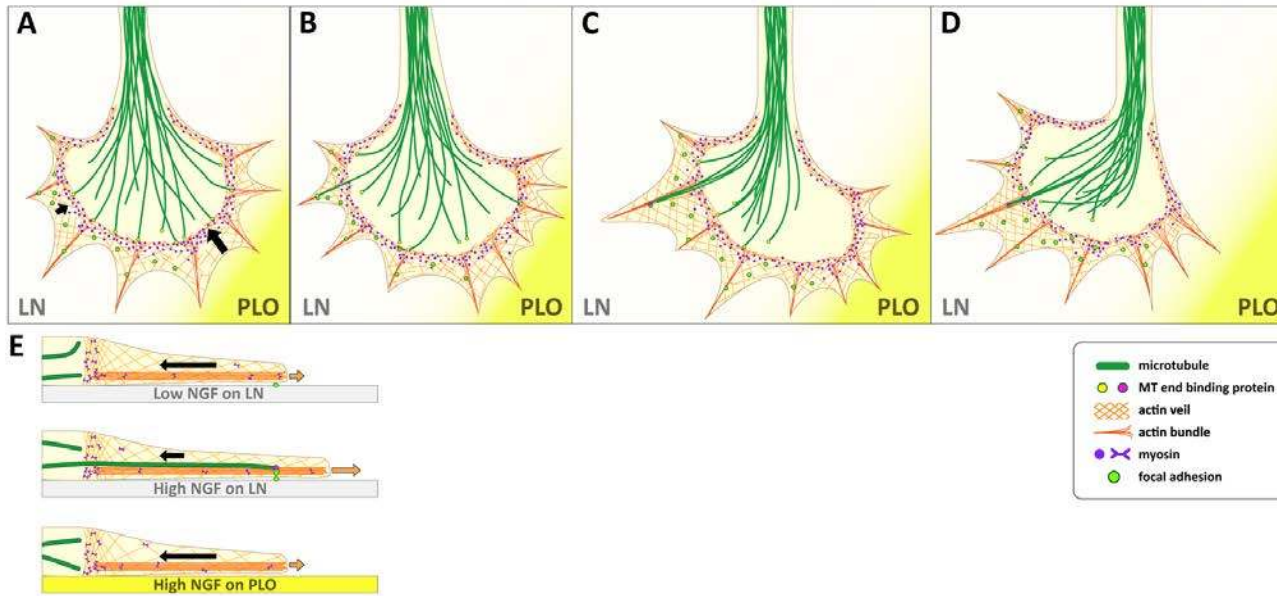 A
B
C
D
LN
PLO
LN
PLO
LN
PLO
LN
PLO
E
Low NGF on LN
High NGF on LN
High NGF on PLO
microtubule
MT end binding protein
actin veil
actin bundle
myosin
focal adhesion